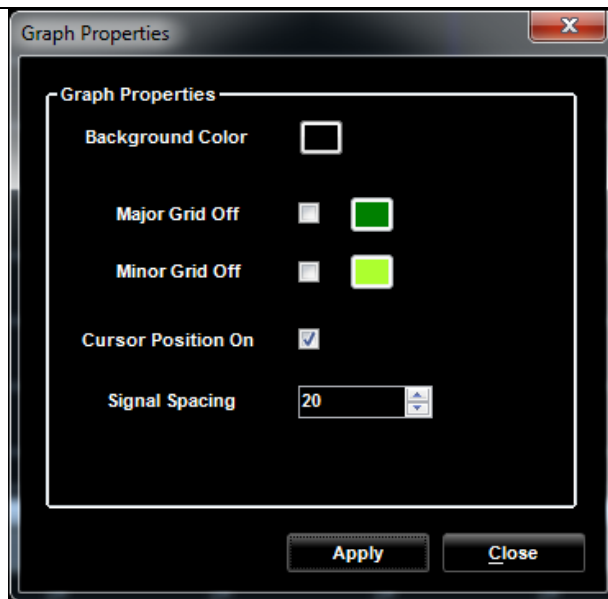 Graph Properties
Graph Properties
Background Color
Major Grid Off
Minor Grid Off
Cursor Position On
Signal Spacing 20
Apply Close